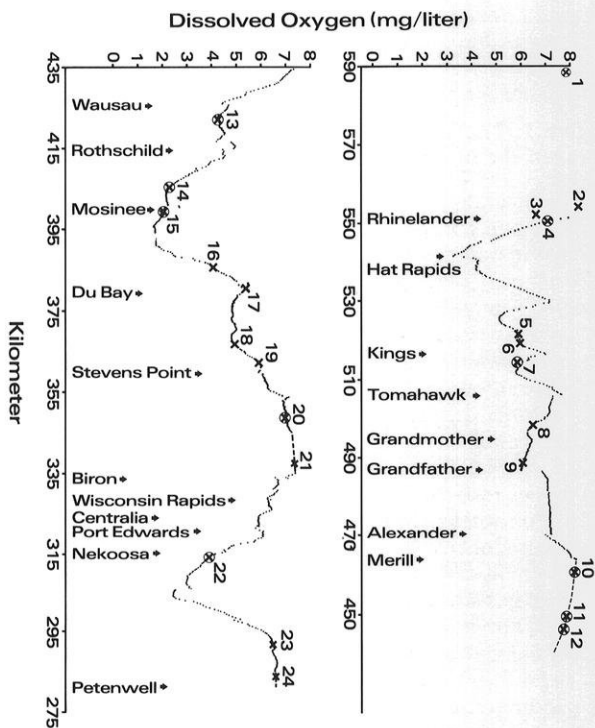 Dissolved Oxygen (mg/liter)
8
7
6
5
4
3
2
1
0
590
570
550
530
510
490
470
450
1
2
3
4
5
6
7
8
9
10
11
12
Rhinelander
Hat Rapids
Kings
Tomahawk
Grandmother
Grandfather
Alexander
Merill
8
7
6
5
4
3
2
1
0
435
415
395
375
355
335
315
295
275
13
14
15
16
17
18
19
20
21
22
23
24
Wausau
Rothschild
Mosinee
Du Bay
Stevens Point
Biron
Wisconsin Rapids
Centralia
Port Edwards
Nekoosa
Petenwell
Kilometer